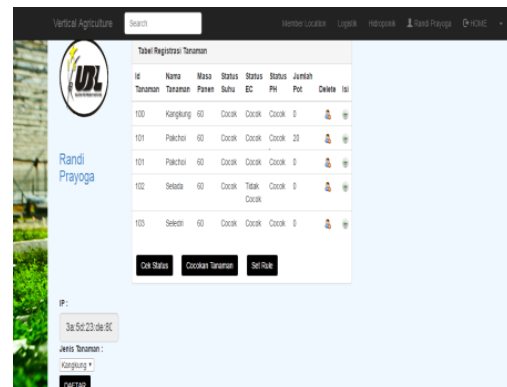 Vertical Agriculture Search Member Location Logistik Hidroponik Randi Prayoga HOME
UBL
Randi
Prayoga
Tabel Registrasi Tanaman
Id Tanaman Nama Tanaman Masa Panen Status Suhu Status EC Status PH Jumlah Pot Delete Isi
100 Kangkung 60 Cocok Cocok Cocok 0
101 Pakchoi 60 Cocok Cocok Cocok 20
101 Pakchoi 60 Cocok Cocok Cocok 0
102 Selada 60 Cocok Tidak Cocok Cocok 0
103 Seledri 60 Cocok Cocok Cocok 0
Cek Status Cocokan Tanaman Set Rule
IP :
3a:5d:23:de:8C
Jenis Tanaman :
Kangkung
DAFTAR